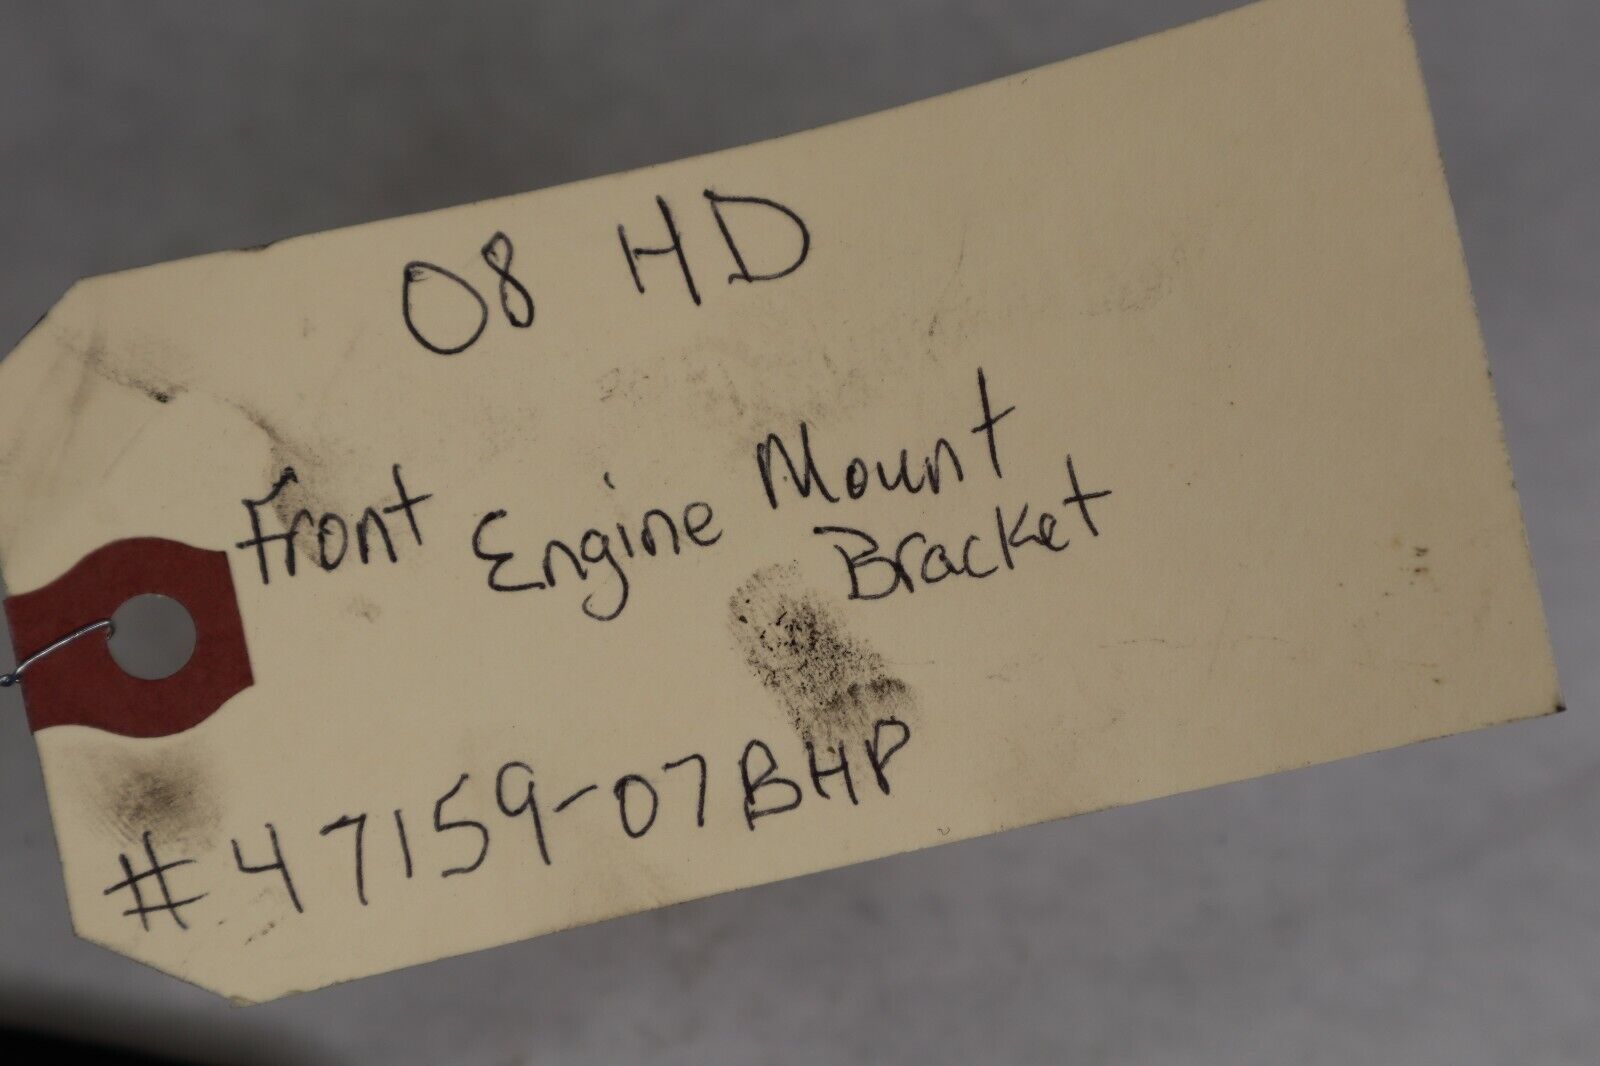 08 HD
Front Engine Mount
Bracket
#47159-07BHP